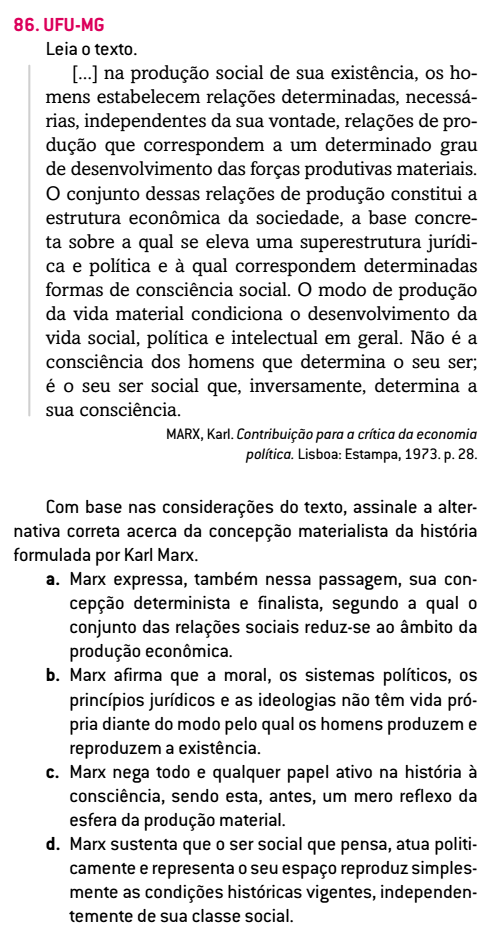 86. UFU-MG
Leia o texto.
[...] na produção social de sua existência, os ho-
mens estabelecem relações determinadas, necessá-
rias, independentes da sua vontade, relações de pro-
dução que correspondem a um determinado grau
de desenvolvimento das forças produtivas materiais.
O conjunto dessas relações de produção constitui a
estrutura econômica da sociedade, a base concre-
ta sobre a qual se eleva uma superestrutura jurídi-
ca e política e à qual correspondem determinadas
formas de consciência social. O modo de produção
da vida material condiciona o desenvolvimento da
vida social, política e intelectual em geral. Não é a
consciência dos homens que determina o seu ser;
é o seu ser social que, inversamente, determina a
sua consciência.
MARX, Karl. Contribuição para a crítica da economia
política. Lisboa: Estampa, 1973. p. 28.
Com base nas considerações do texto, assinale a alter-
nativa correta acerca da concepção materialista da história
formulada por Karl Marx.
a. Marx expressa, também nessa passagem, sua con-
cepção determinista e finalista, segundo a qual o
conjunto das relações sociais reduz-se ao âmbito da
produção econômica.
b. Marx afirma que a moral, os sistemas políticos, os
princípios jurídicos e as ideologias não têm vida pró-
pria diante do modo pelo qual os homens produzem e
reproduzem a existência.
c. Marx nega todo e qualquer papel ativo na história à
consciência, sendo esta, antes, um mero reflexo da
esfera da produção material.
d. Marx sustenta que o ser social que pensa, atua politi-
camente e representa o seu espaço reproduz simples-
mente as condições históricas vigentes, independen-
temente de sua classe social.